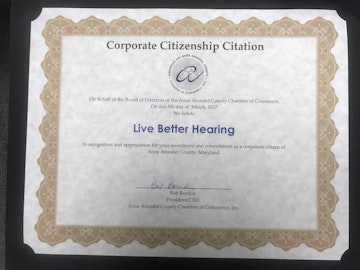 Corporate Citizenship Citation
On Behalf of the Board of Directors of the Anne Arundel County Chamber of Commerce,
On this 6th day of March, 2017
We Salute
Live Better Hearing
In recognition and appreciation for your investment and commitment as a corporate citizen of
Anne Arundel County, Maryland
Bob Burdon
President/CEO
Anne Arundel County Chamber of Commerce, Inc.